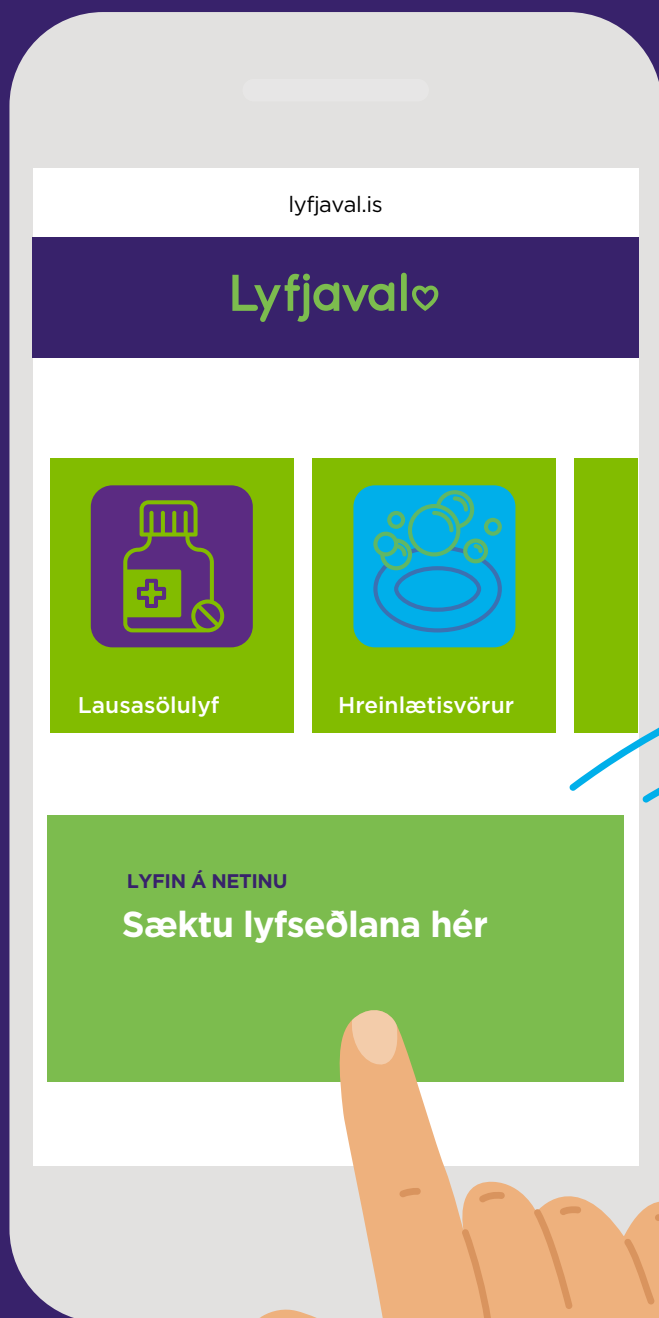 lyfjaval.is
Lyfjaval
Lausasölulyf
Hreinlætisvörur
LYFIN Á NETINU
Sæktu lyfseðlana hér